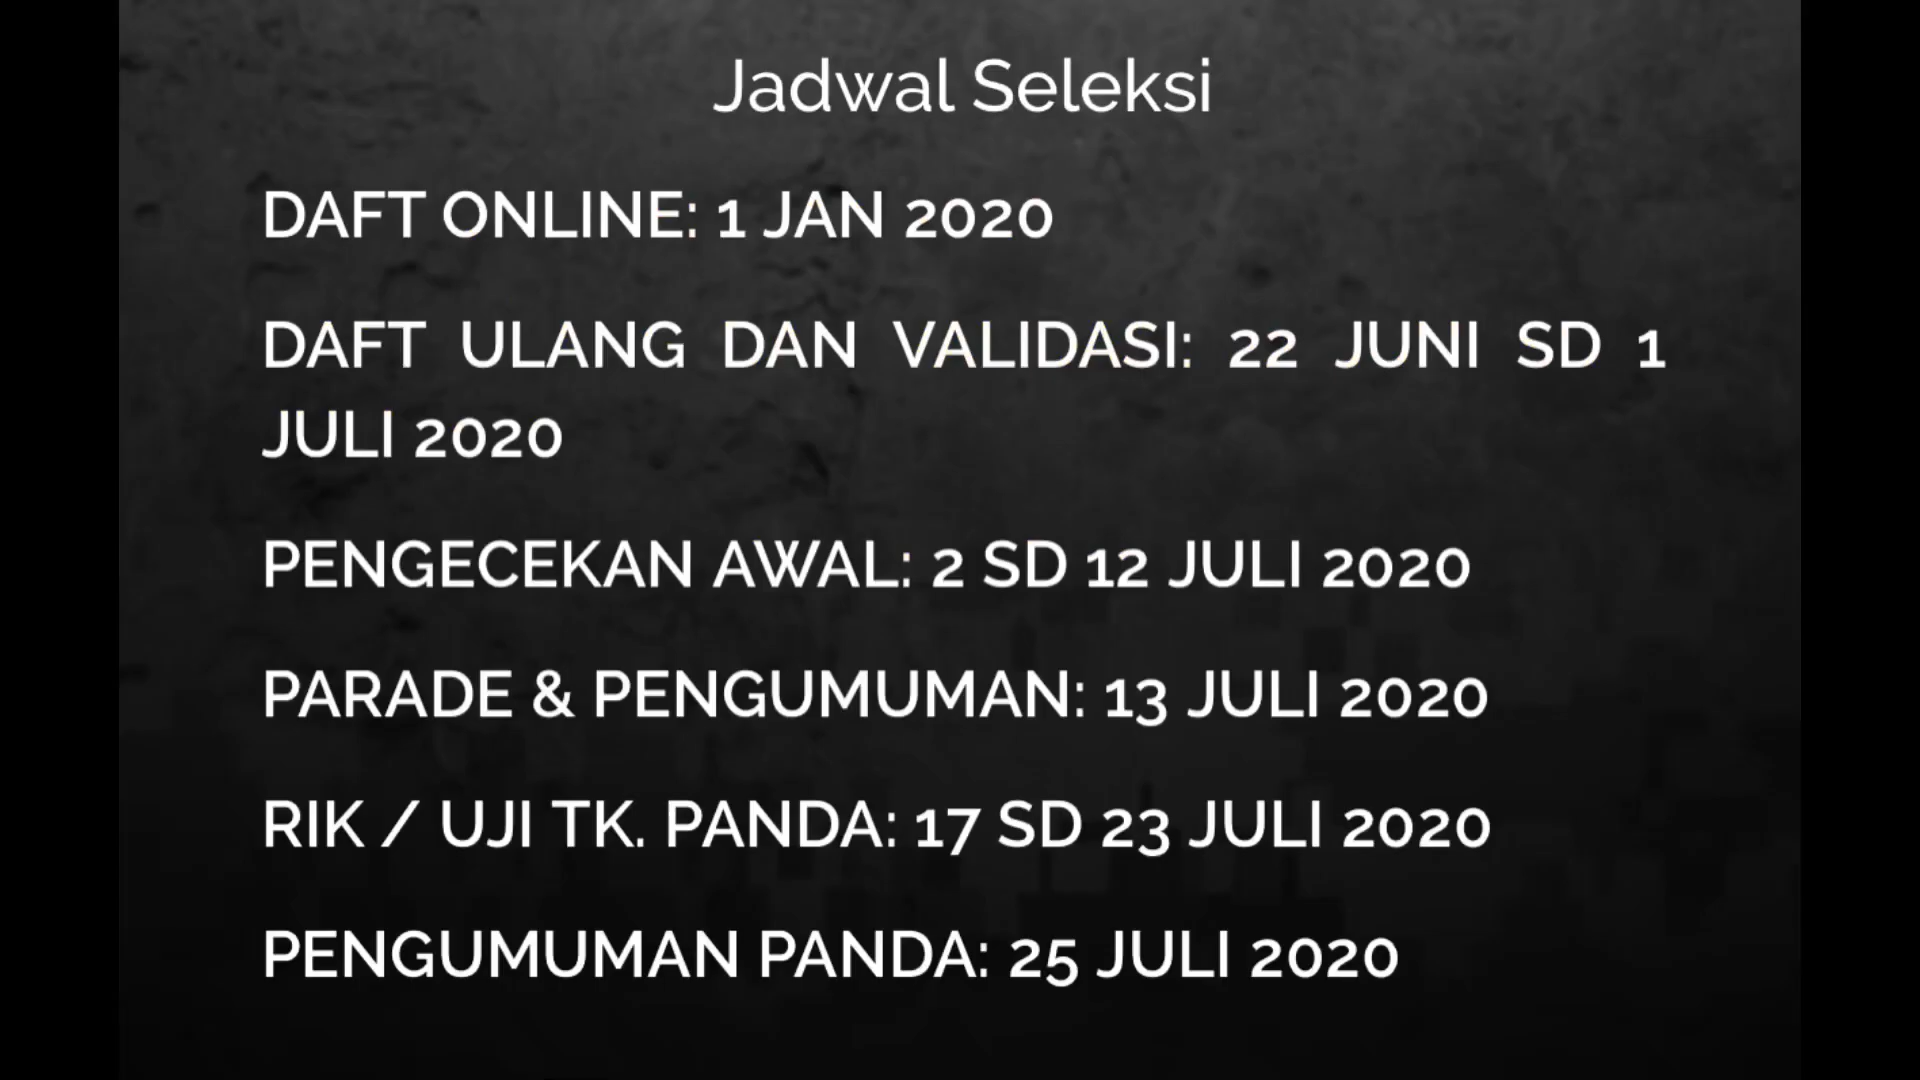 Jadwal Seleksi
DAFT ONLINE: 1 JAN 2020
DAFT ULANG DAN VALIDASI: 22 JUNI SD 1
JULI 2020
PENGECEKAN AWAL: 2 SD 12 JULI 2020
PARADE & PENGUMUMAN: 13 JULI 2020
RIK / UJI TK. PANDA: 17 SD 23 JULI 2020
PENGUMUMAN PANDA: 25 JULI 2020